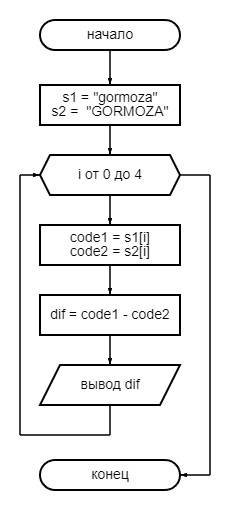 начало
s1 = "gormoza"
s2 = "GORMOZA"
i от 0 до 4
code1 = s1[i]
code2 = s2[i]
dif = code1 - code2
вывод dif
конец